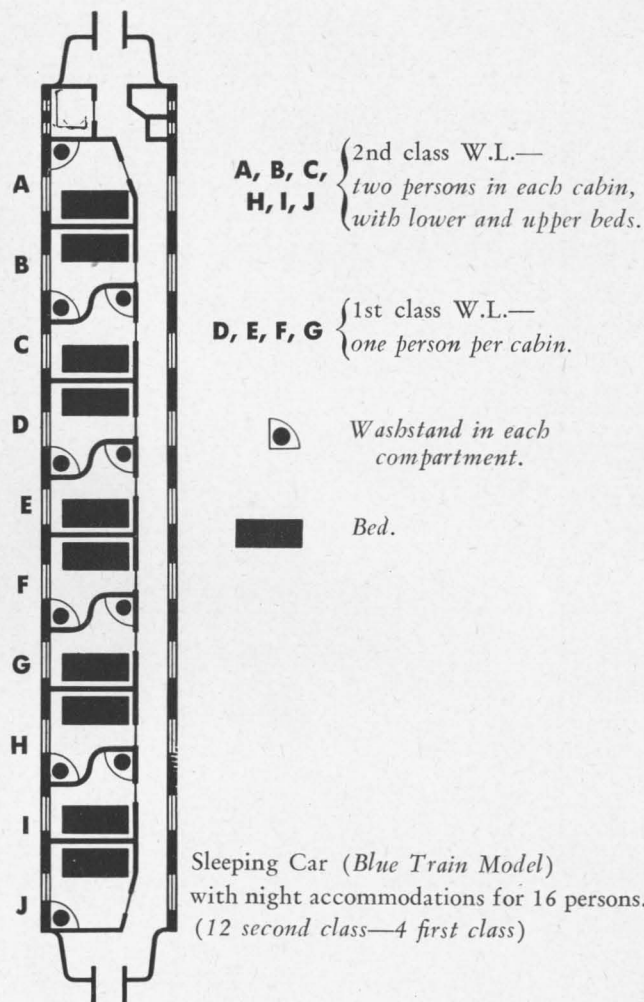 A
B
C
D
E
F
G
H
I
J
A, B, C,
H, I, J
2nd class W.L.—
two persons in each cabin,
with lower and upper beds.
D, E, F, G
1st class W.L.—
one person per cabin.
Washstand in each
compartment.
Bed.
Sleeping Car (Blue Train Model)
with night accommodations for 16 persons.
(12 second class—4 first class)